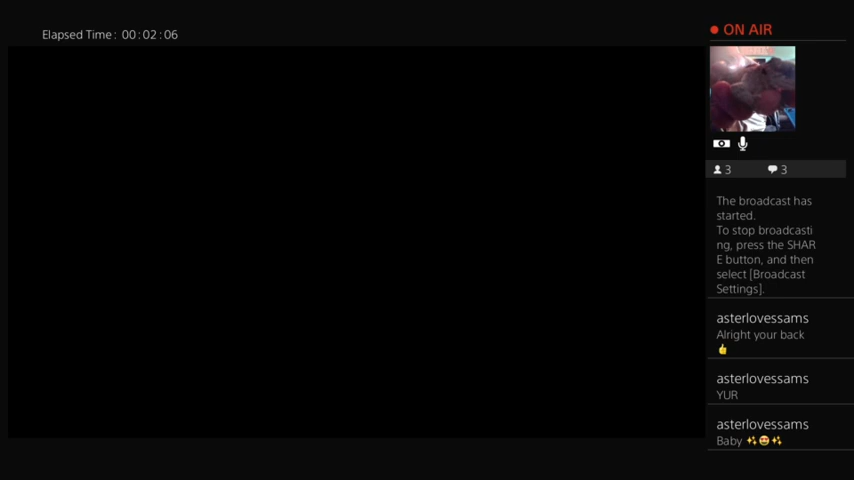 Elapsed Time: 00:02:06
ON AIR
3 3
The broadcast has
started.
To stop broadcasti
ng, press the SHAR
E button, and then
select [Broadcast
Settings].
asterlovessams
Alright your back
👍
asterlovessams
YUR
asterlovessams
Baby ✨😍✨